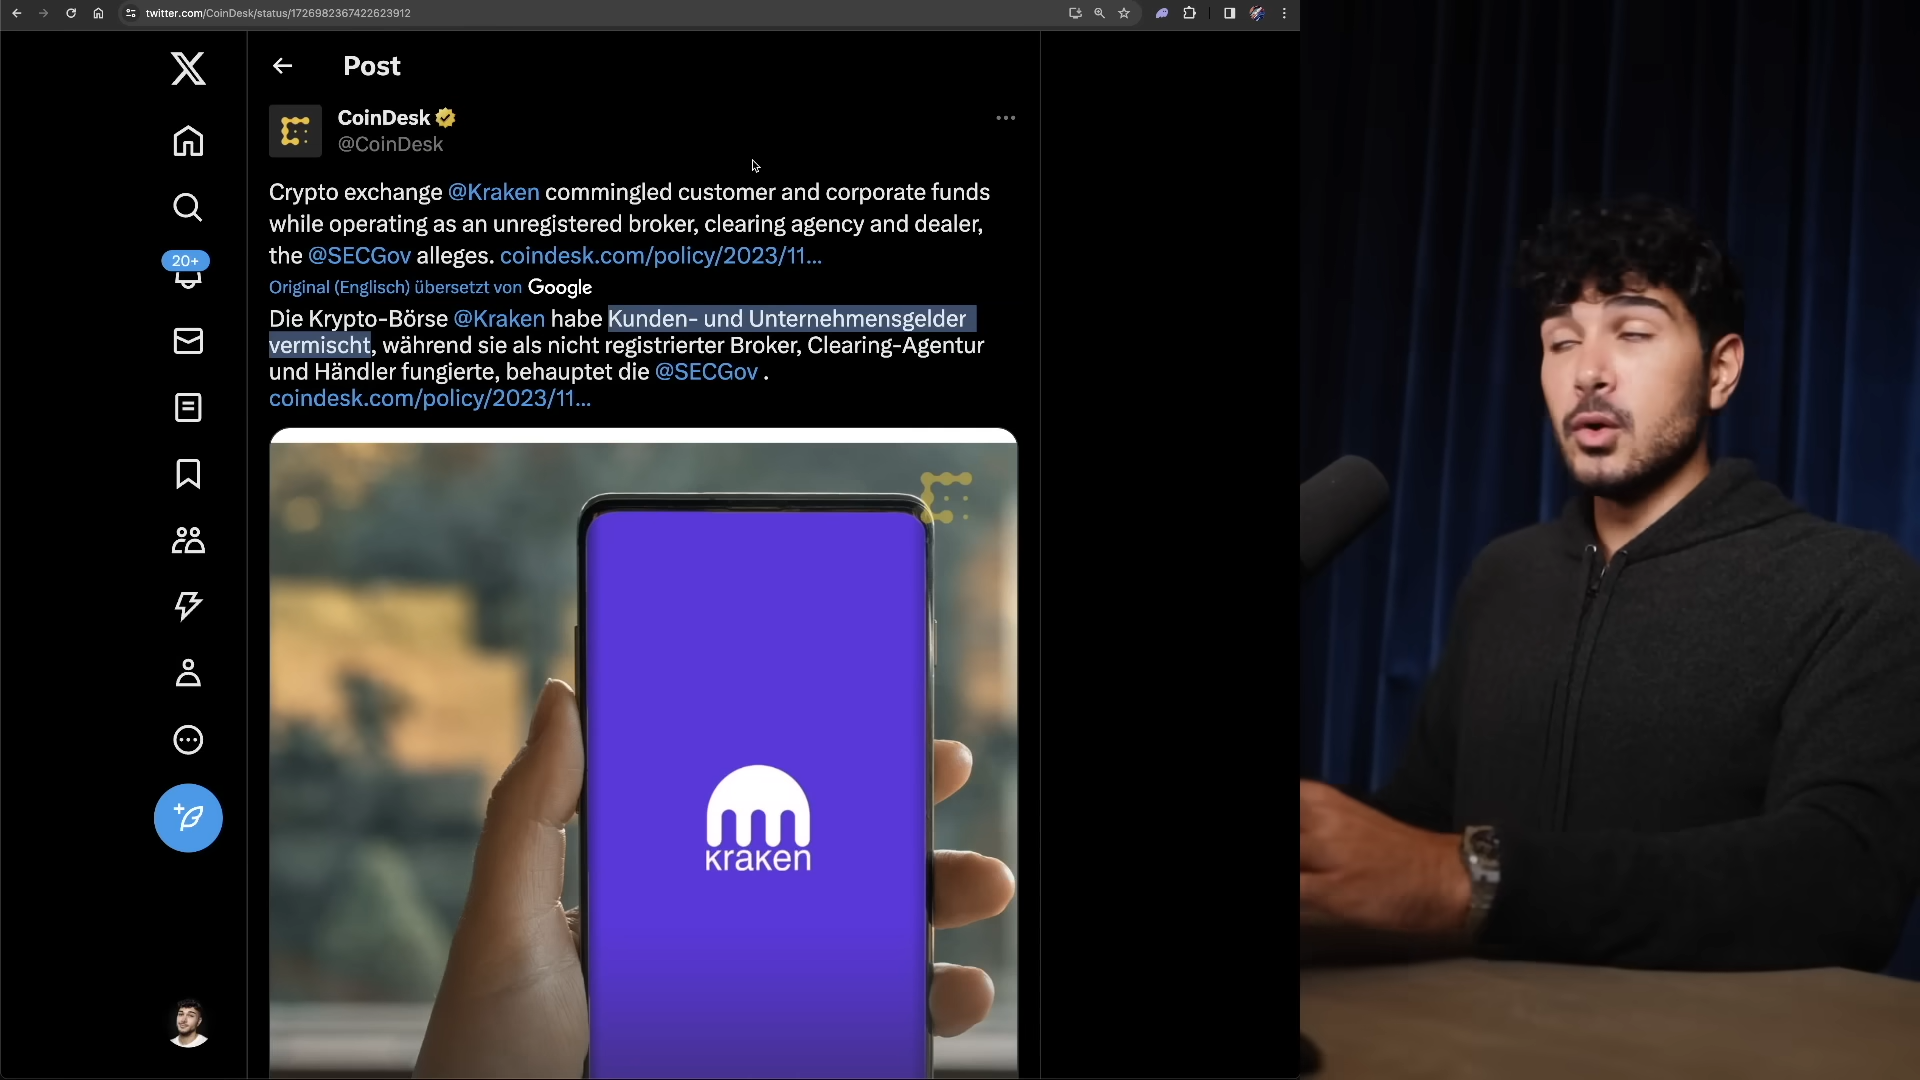 twitter.com/CoinDesk/status/1726982367422623912
Post
CoinDesk
@CoinDesk
Crypto exchange @Kraken commingled customer and corporate funds
while operating as an unregistered broker, clearing agency and dealer,
the @SECGov alleges. coindesk.com/policy/2023/11…
Original (Englisch) übersetzt von Google
Die Krypto-Börse @Kraken habe Kunden- und Unternehmensgelder
vermischt, während sie als nicht registrierter Broker, Clearing-Agentur
und Händler fungierte, behauptet die @SECGov .
coindesk.com/policy/2023/11…
20+
kraken